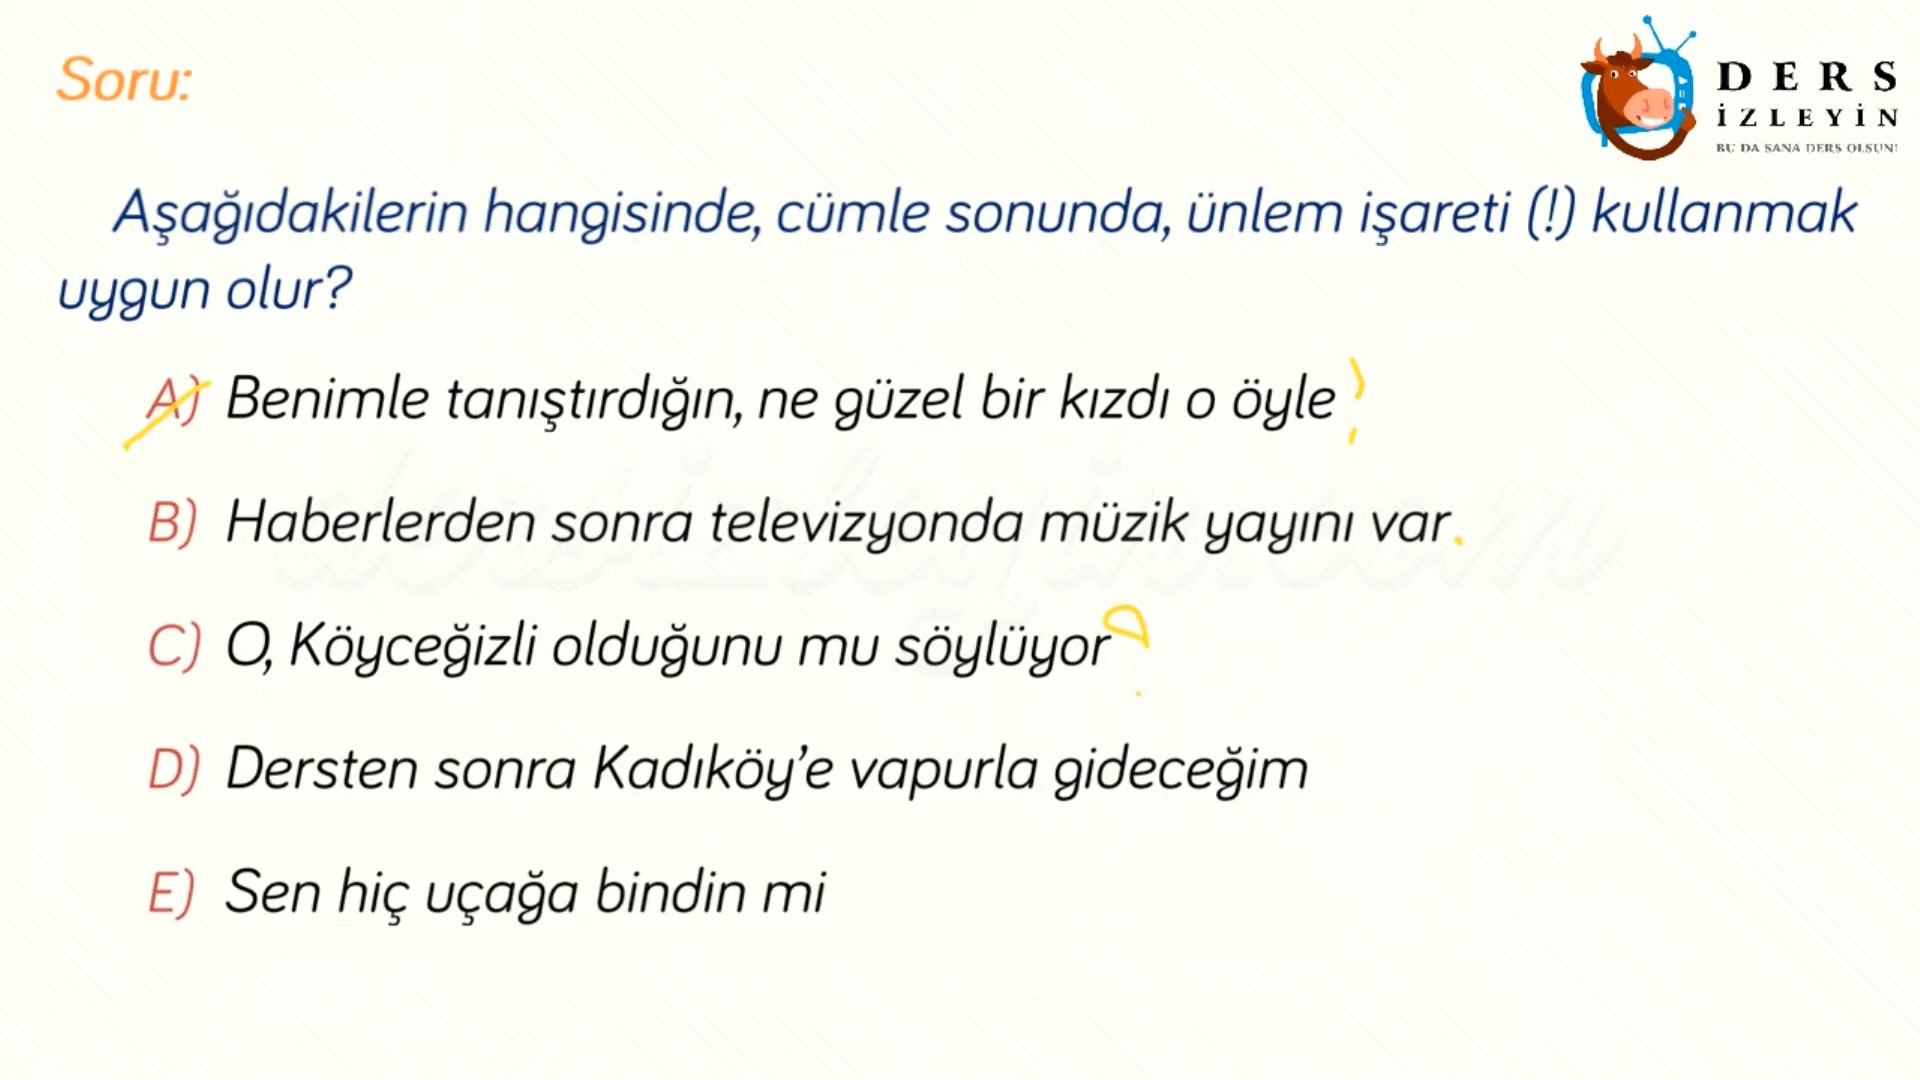 Soru:
DERS
İZLEYİN
BU DA SANA DERS OLSUN!
Aşağıdakilerin hangisinde, cümle sonunda, ünlem işareti (!) kullanmak
uygun olur?
A) Benimle tanıştırdığın, ne güzel bir kızdı o öyle !
B) Haberlerden sonra televizyonda müzik yayını var.
C) O, Köyceğizli olduğunu mu söylüyor ?
D) Dersten sonra Kadıköy’e vapurla gideceğim
E) Sen hiç uçağa bindin mi
dersizleyin.com